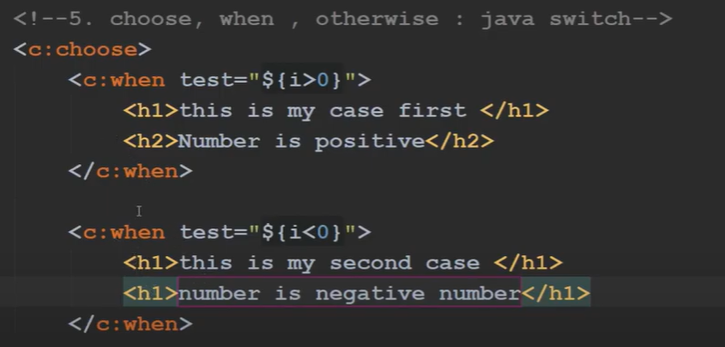 <!--5. choose, when , otherwise : java switch-->
<c:choose>
<c:when test="${i>0}">
<h1>this is my case first </h1>
<h2>Number is positive</h2>
</c:when>
<c:when test="${i<0}">
<h1>this is my second case </h1>
<h1>number is negative number</h1>
</c:when>